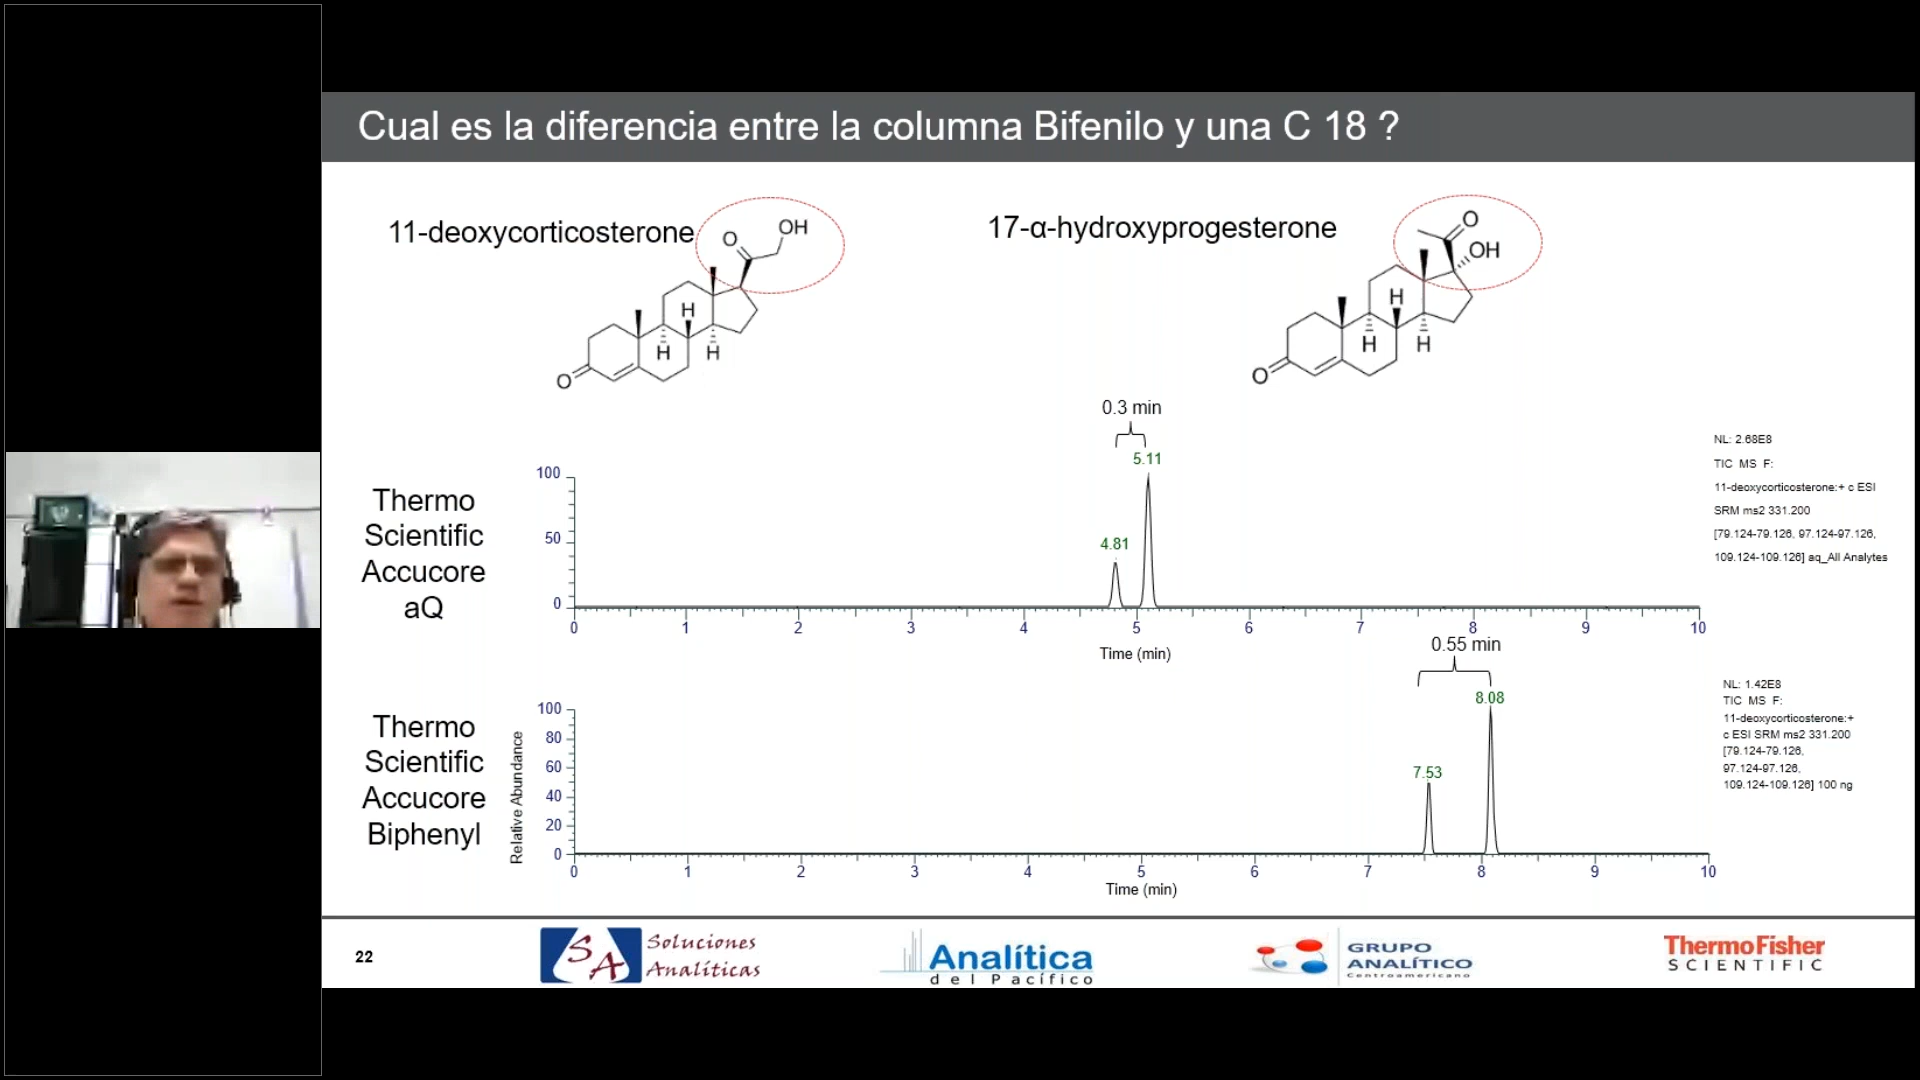 Cual es la diferencia entre la columna Bifenilo y una C 18 ?
11-deoxycorticosterone
O
OH
H
H
H
O
17-α-hydroxyprogesterone
O
OH
H
H
H
O
0.3 min
5.11
4.81
Thermo
Scientific
Accucore
aQ
100
50
0
0 1 2 3 4 5 6 7 8 9 10
Time (min)
NL: 2.68E8
TIC MS F:
11-deoxycorticosterone:+ c ESI
SRM ms2 331.200
[79.124-79.126, 97.124-97.126,
109.124-109.126] aq_All Analytes
0.55 min
8.08
7.53
Thermo
Scientific
Accucore
Biphenyl
Relative Abundance
100
80
60
40
20
0
0 1 2 3 4 5 6 7 8 9 10
Time (min)
NL: 1.42E8
TIC MS F:
11-deoxycorticosterone:+
c ESI SRM ms2 331.200
[79.124-79.126,
97.124-97.126,
109.124-109.126] 100 ng
22
SA
Soluciones
Analíticas
Analítica
del Pacífico
GRUPO
ANALÍTICO
Centroamericano
ThermoFisher
SCIENTIFIC